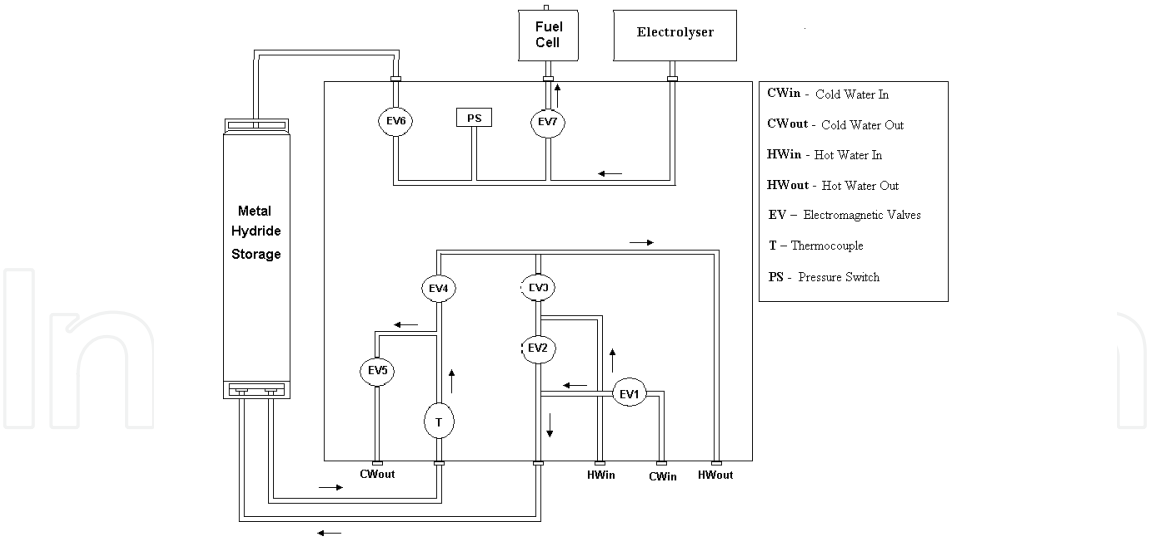 Fuel
Cell
Electrolyser
EV6
PS
EV7
CWin - Cold Water In
CWout - Cold Water Out
HWin - Hot Water In
HWout - Hot Water Out
EV – Electromagnetic Valves
T – Thermocouple
PS - Pressure Switch
Metal
Hydride
Storage
EV4
EV3
EV2
EV5
EV1
T
CWout
HWin
CWin
HWout
In